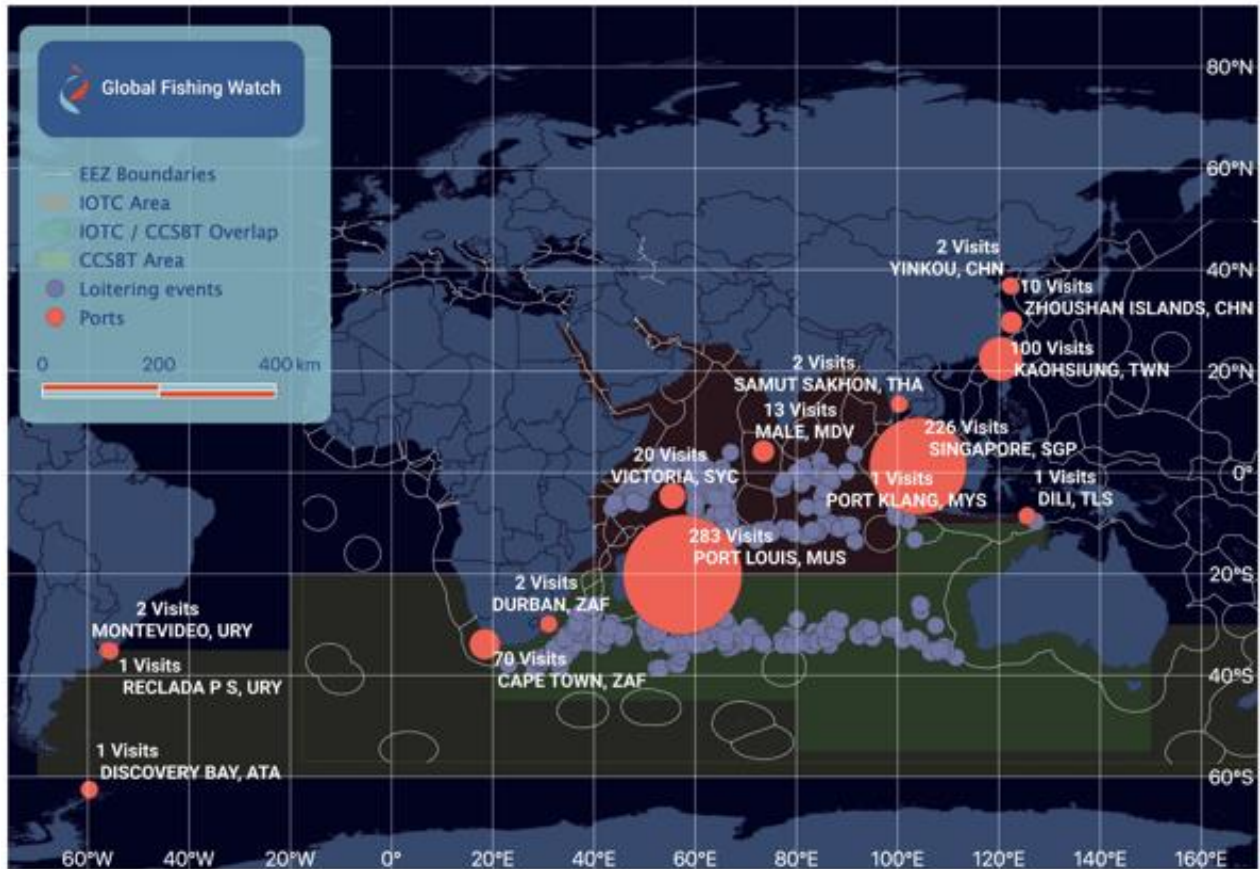 Global Fishing Watch
EEZ Boundaries
IOTC Area
IOTC / CCSBT Overlap
CCSBT Area
Loitering events
Ports
0 200 400 km
80°N
60°N
2 Visits
YINKOU, CHN
40°N
10 Visits
ZHOUSHAN ISLANDS, CHN
100 Visits
KAOHSIUNG, TWN
20°N
2 Visits
SAMUT SAKHON, THA
13 Visits
MALE, MDV
226 Visits
SINGAPORE, SGP
20 Visits
VICTORIA, SYC
0°
1 Visits
PORT KLANG, MYS
1 Visits
DILI, TLS
283 Visits
PORT LOUIS, MUS
20°S
2 Visits
DURBAN, ZAF
2 Visits
MONTEVIDEO, URY
1 Visits
RECLADA P S, URY
70 Visits
CAPE TOWN, ZAF
40°S
1 Visits
DISCOVERY BAY, ATA
60°S
60°W 40°W 20°W 0° 20°E 40°E 60°E 80°E 100°E 120°E 140°E 160°E